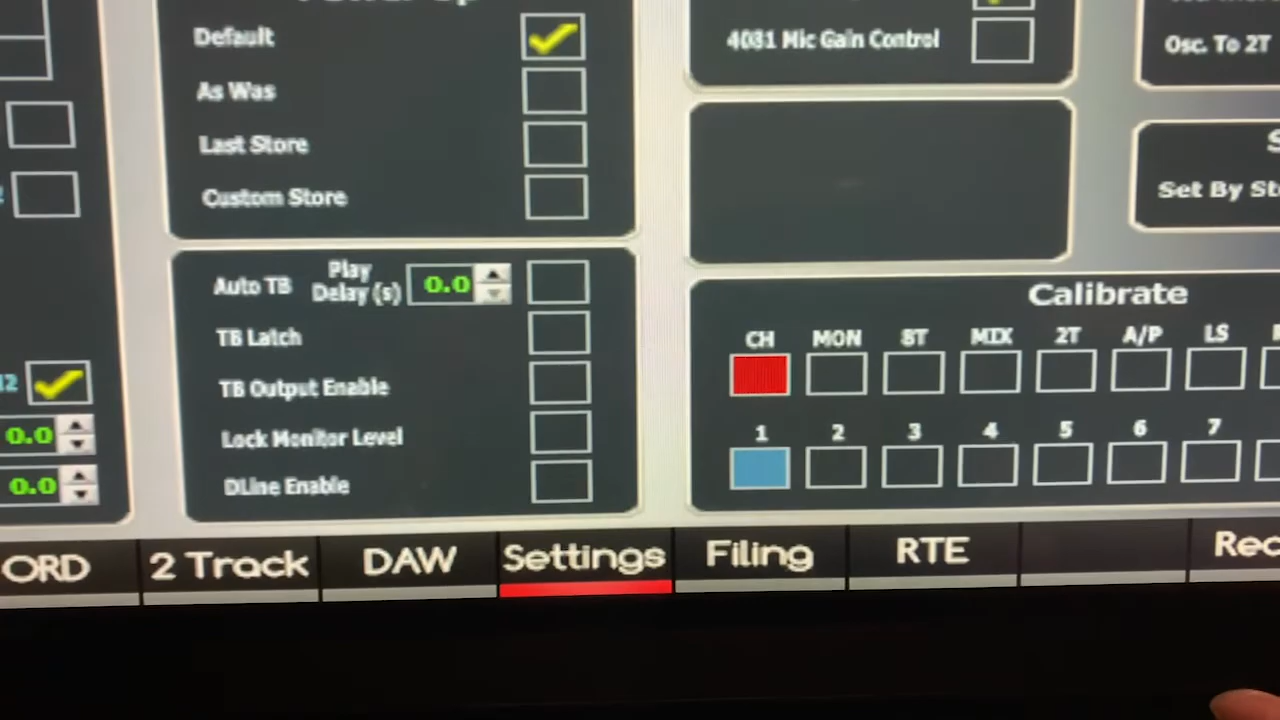 Default
As Was
Last Store
Custom Store
Auto TB
Play
Delay (s)
0.0
TB Latch
TB Output Enable
Lock Monitor Level
DLine Enable
0.0
0.0
4081 Mic Gain Control
Osc. To 2T
Set By
Calibrate
CH MON ST MIX 2T A/P LS
1 2 3 4 5 6 7
ORD 2 Track DAW Settings Filing RTE Rec